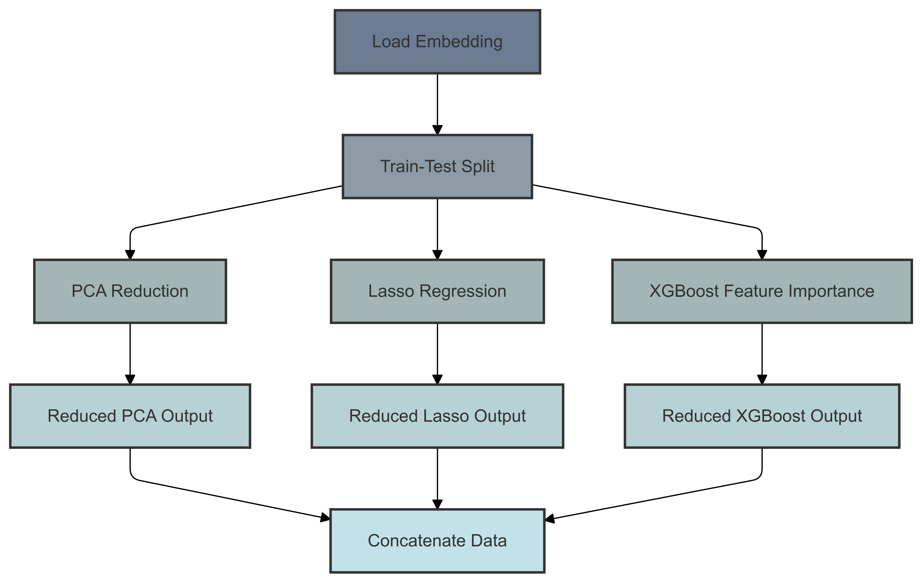 Load Embedding
Train-Test Split
PCA Reduction
Lasso Regression
XGBoost Feature Importance
Reduced PCA Output
Reduced Lasso Output
Reduced XGBoost Output
Concatenate Data